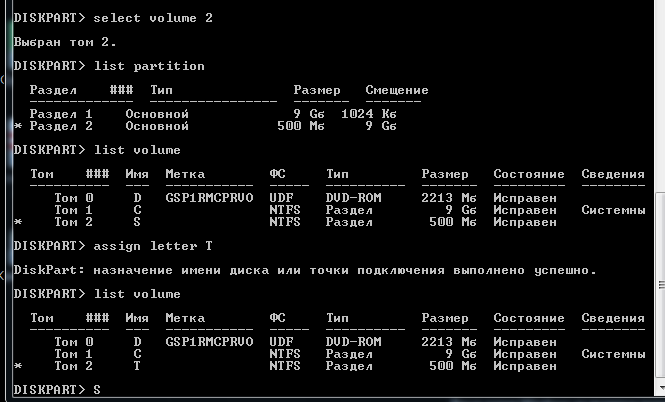 DISKPART> select volume 2
Выбран том 2.
DISKPART> list partition
Раздел    ###  Тип               Размер   Смещение
-------------  ----------------  -------  --------
Раздел 1    Основной             9 Gб  1024 Kб
* Раздел 2    Основной           500 Mб     9 Gб
DISKPART> list volume
Том    ###  Имя  Метка        ФС     Тип         Размер   Состояние  Сведения
----------  ---  -----------  -----  ----------  -------  ---------  --------
Том 0     D   GSP1RMCPRVO  UDF    DVD-ROM     2213 Mб  Исправен
Том 1     C                NTFS   Раздел         9 Gб  Исправен   Системны
* Том 2     S                NTFS   Раздел       500 Mб  Исправен
DISKPART> assign letter T
DiskPart: назначение имени диска или точки подключения выполнено успешно.
DISKPART> list volume
Том    ###  Имя  Метка        ФС     Тип         Размер   Состояние  Сведения
----------  ---  -----------  -----  ----------  -------  ---------  --------
Том 0     D   GSP1RMCPRVO  UDF    DVD-ROM     2213 Mб  Исправен
Том 1     C                NTFS   Раздел         9 Gб  Исправен   Системны
* Том 2     T                NTFS   Раздел       500 Mб  Исправен
DISKPART> S